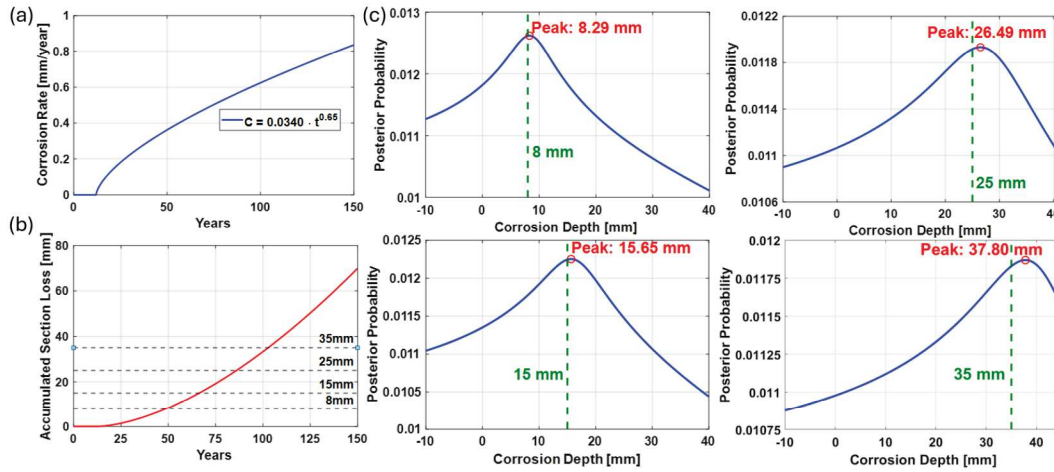 (a)
Corrosion Rate [mm/year]
1
0.8
0.6
0.4
0.2
0
C = 0.0340 · t^0.65
0
50
100
150
Years
(b)
Accumulated Section Loss [mm]
80
60
40
20
0
35mm
25mm
15mm
8mm
0
25
50
75
100
125
150
Years
(c)
Posterior Probability
0.013
0.012
0.011
0.01
Peak: 8.29 mm
8 mm
-10
0
10
20
30
40
Corrosion Depth [mm]
Posterior Probability
0.0122
0.0118
0.0114
0.011
0.0106
Peak: 26.49 mm
25 mm
-10
0
10
20
30
40
Corrosion Depth [mm]
Posterior Probability
0.0125
0.012
0.0115
0.011
0.0105
0.01
Peak: 15.65 mm
15 mm
-10
0
10
20
30
40
Corrosion Depth [mm]
Posterior Probability
0.012
0.01175
0.0115
0.01125
0.011
0.01075
Peak: 37.80 mm
35 mm
-10
0
10
20
30
40
Corrosion Depth [mm]